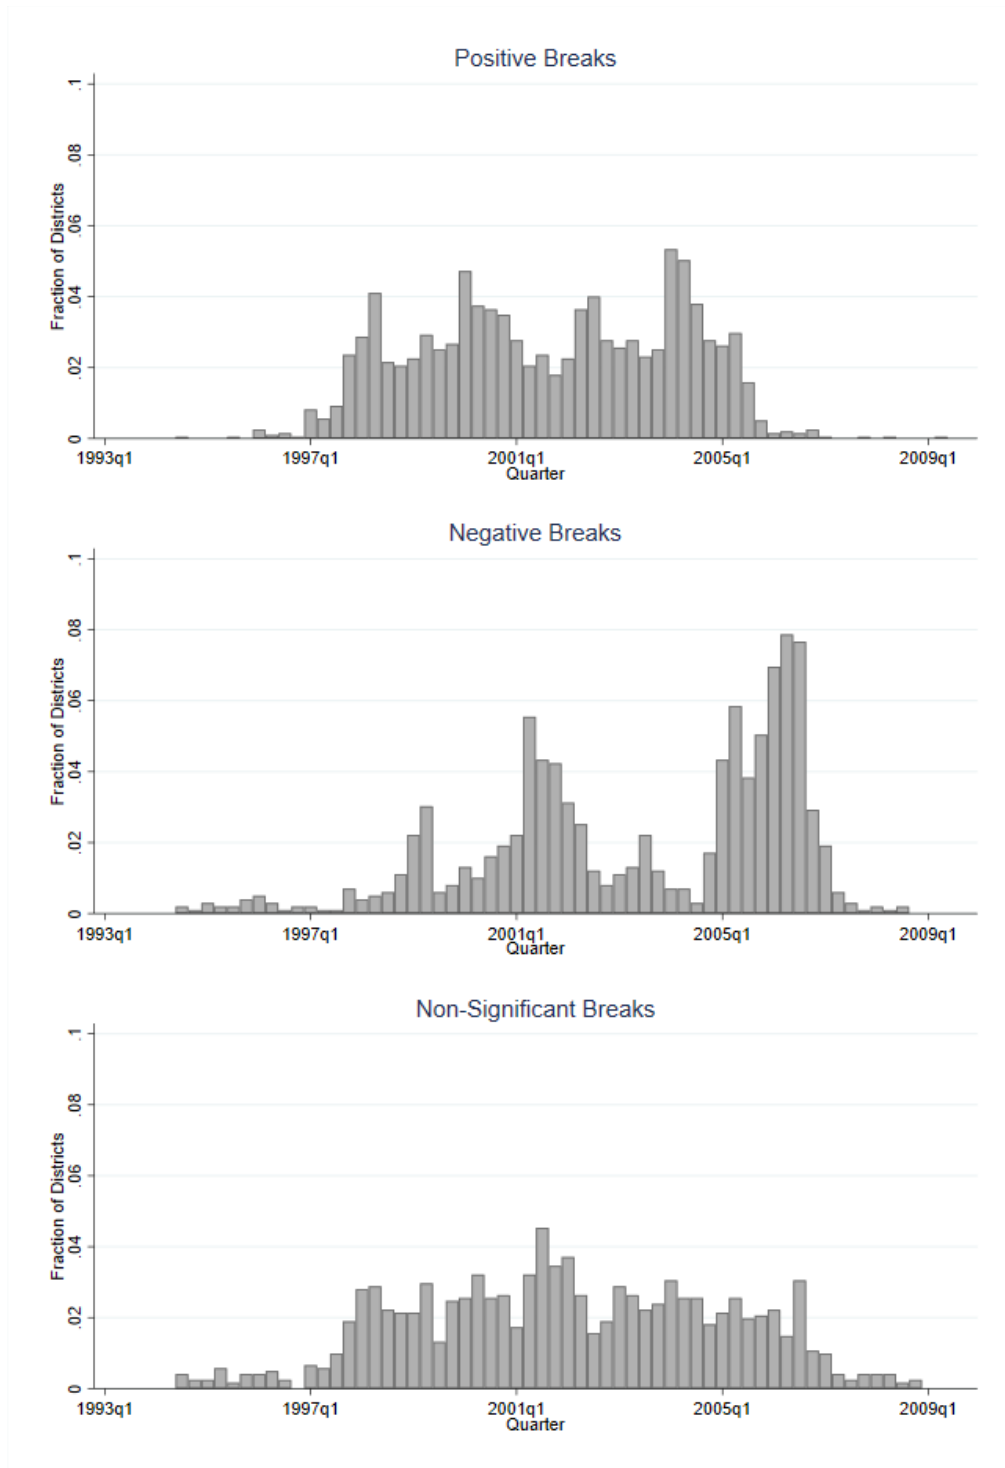 Positive Breaks
.1
.08
.06
.04
.02
0
Fraction of Districts
1993q1 1997q1 2001q1 2005q1 2009q1
Quarter
Negative Breaks
.1
.08
.06
.04
.02
0
Fraction of Districts
1993q1 1997q1 2001q1 2005q1 2009q1
Quarter
Non-Significant Breaks
.1
.08
.06
.04
.02
0
Fraction of Districts
1993q1 1997q1 2001q1 2005q1 2009q1
Quarter